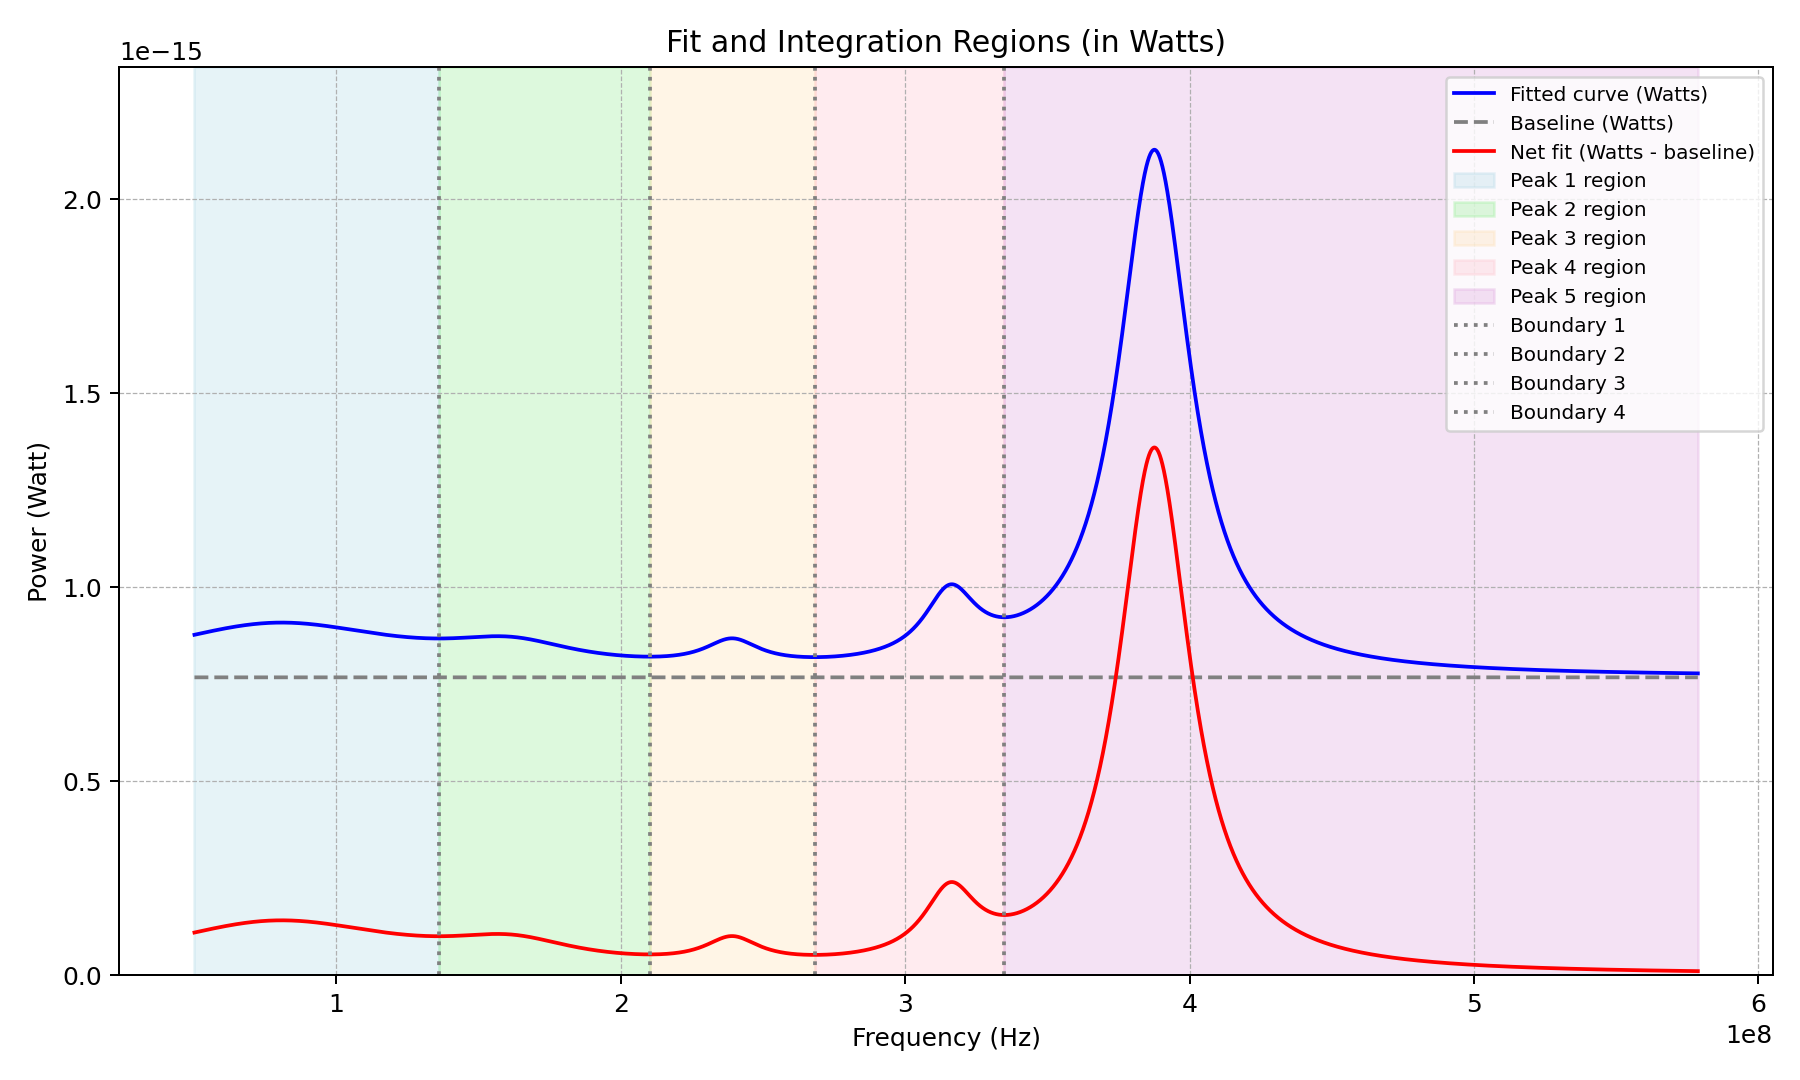 Fit and Integration Regions (in Watts)
1e−15
2.0
1.5
1.0
0.5
0.0
Power (Watt)
Fitted curve (Watts)
Baseline (Watts)
Net fit (Watts - baseline)
Peak 1 region
Peak 2 region
Peak 3 region
Peak 4 region
Peak 5 region
Boundary 1
Boundary 2
Boundary 3
Boundary 4
1 2 3 4 5 6
Frequency (Hz)
1e8